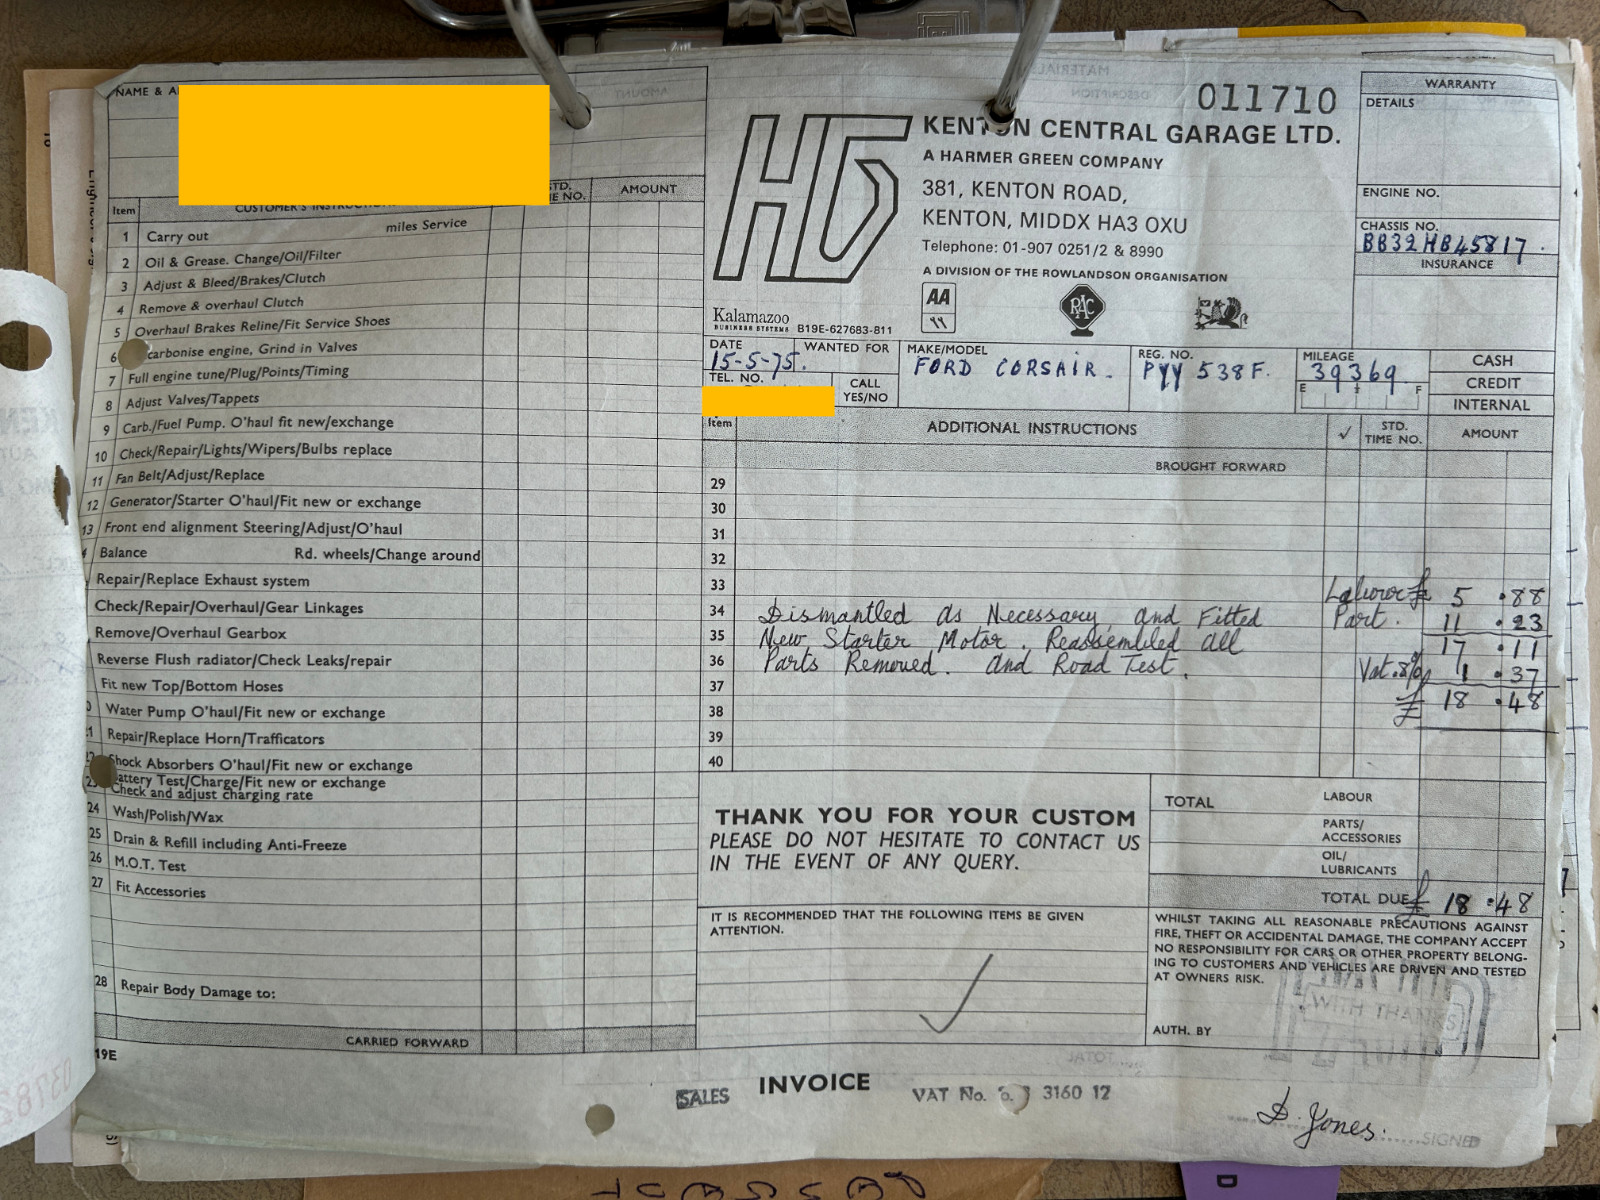 NAME & A
STD.
AMOUNT
Item
1 Carry out miles Service
2 Oil & Grease. Change/Oil/Filter
3 Adjust & Bleed/Brakes/Clutch
4 Remove & overhaul Clutch
5 Overhaul Brakes Reline/Fit Service Shoes
6 carbonise engine, Grind in Valves
7 Full engine tune/Plug/Points/Timing
8 Adjust Valves/Tappets
9 Carb./Fuel Pump. O'haul fit new/exchange
10 Check/Repair/Lights/Wipers/Bulbs replace
11 Fan Belt/Adjust/Replace
12 Generator/Starter O'haul/Fit new or exchange
13 Front end alignment Steering/Adjust/O'haul
Balance Rd. wheels/Change around
Repair/Replace Exhaust system
Check/Repair/Overhaul/Gear Linkages
Remove/Overhaul Gearbox
Reverse Flush radiator/Check Leaks/repair
Fit new Top/Bottom Hoses
Water Pump O'haul/Fit new or exchange
Repair/Replace Horn/Trafficators
Shock Absorbers O'haul/Fit new or exchange
Battery Test/Charge/Fit new or exchange
Check and adjust charging rate
24 Wash/Polish/Wax
25 Drain & Refill including Anti-Freeze
26 M.O.T. Test
27 Fit Accessories
28 Repair Body Damage to:
CARRIED FORWARD
19E
011710
HG
KENTON CENTRAL GARAGE LTD.
A HARMER GREEN COMPANY
381, KENTON ROAD,
KENTON, MIDDX HA3 OXU
Telephone: 01-907 0251/2 & 8990
A DIVISION OF THE ROWLANDSON ORGANISATION
AA
RAC
Kalamazoo
BUSINESS SYSTEMS B19E-627683-811
WARRANTY
DETAILS
ENGINE NO.
CHASSIS NO.
BB32HB45817.
INSURANCE
DATE
15-5-75.
WANTED FOR
MAKE/MODEL
FORD CORSAIR.
REG. NO.
PYY 538F.
MILEAGE
39369
E F
CASH
CREDIT
INTERNAL
TEL. NO.
CALL
YES/NO
Item
ADDITIONAL INSTRUCTIONS
✓
STD.
TIME NO.
AMOUNT
BROUGHT FORWARD
29
30
31
32
33 Labour £ 5.88
34 Dismantled as Necessary and Fitted Part. 11.23
35 New Starter Motor. Reassembled all 17.11
36 Parts Removed. and Road Test. Vat.8% 1.37
37 £ 18.48
38
39
40
THANK YOU FOR YOUR CUSTOM
PLEASE DO NOT HESITATE TO CONTACT US
IN THE EVENT OF ANY QUERY.
TOTAL LABOUR
PARTS/
ACCESSORIES
OIL/
LUBRICANTS
TOTAL DUE £ 18.48
IT IS RECOMMENDED THAT THE FOLLOWING ITEMS BE GIVEN
ATTENTION.
WHILST TAKING ALL REASONABLE PRECAUTIONS AGAINST
FIRE, THEFT OR ACCIDENTAL DAMAGE, THE COMPANY ACCEPT
NO RESPONSIBILITY FOR CARS OR OTHER PROPERTY BELONG-
ING TO CUSTOMERS AND VEHICLES ARE DRIVEN AND TESTED
AT OWNERS RISK.
WITH THANKS
AUTH. BY
SALES INVOICE VAT No. 3160 12
D. Jones.
SIGNED
D